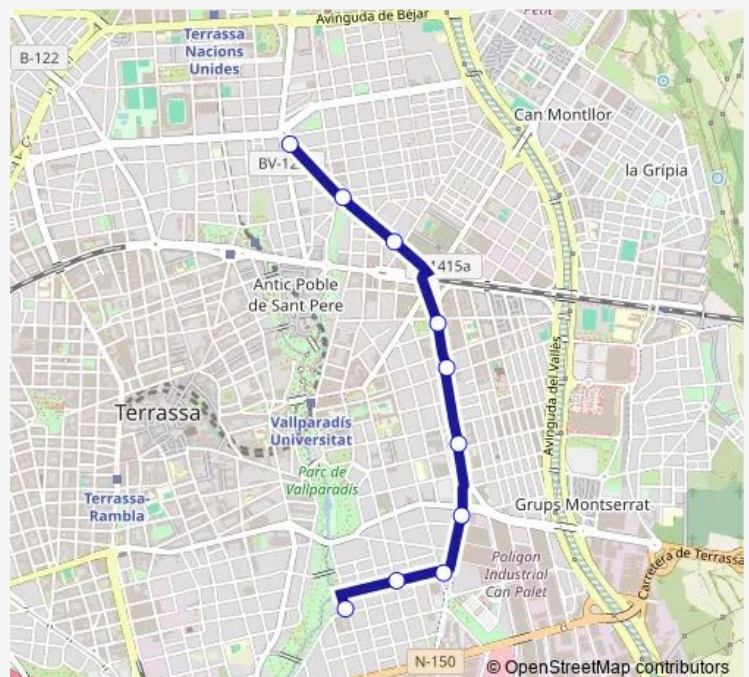 Petit
Avinguda de Béjar
Terrassa
Nacions
Unides
B-122
Can Montllor
la Grípia
BV-12
1415a
Antic Poble
de Sant Pere
Avinguda del Vallès
Terrassa
Vallparadís
Universitat
Parc de
Vallparadís
Terrassa-
Rambla
Grups Montserrat
Polígon
Industrial
Can Palet
Carretera de Terrassa
N-150
© OpenStreetMap contributors